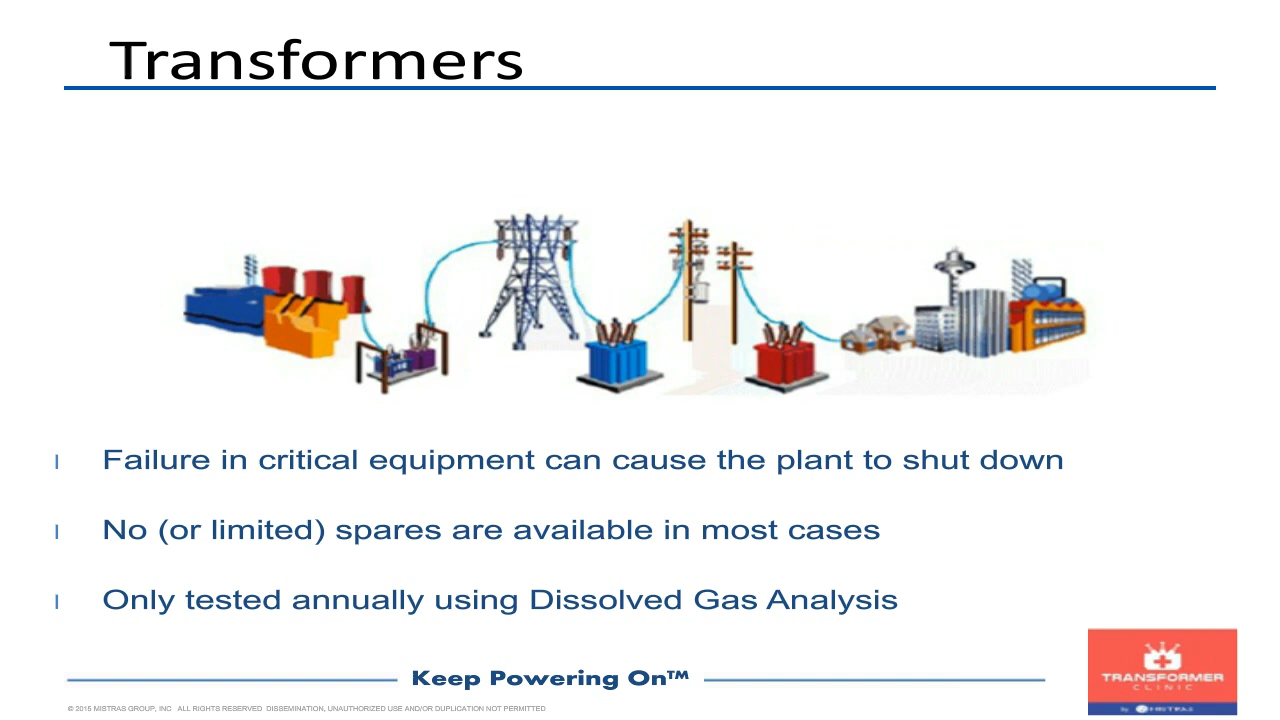 Transformers
l Failure in critical equipment can cause the plant to shut down
l No (or limited) spares are available in most cases
l Only tested annually using Dissolved Gas Analysis
Keep Powering On™
TRANSFORMER
CLINIC
by MISTRAS
© 2015 MISTRAS GROUP, INC ALL RIGHTS RESERVED DISSEMINATION, UNAUTHORIZED USE AND/OR DUPLICATION NOT PERMITTED